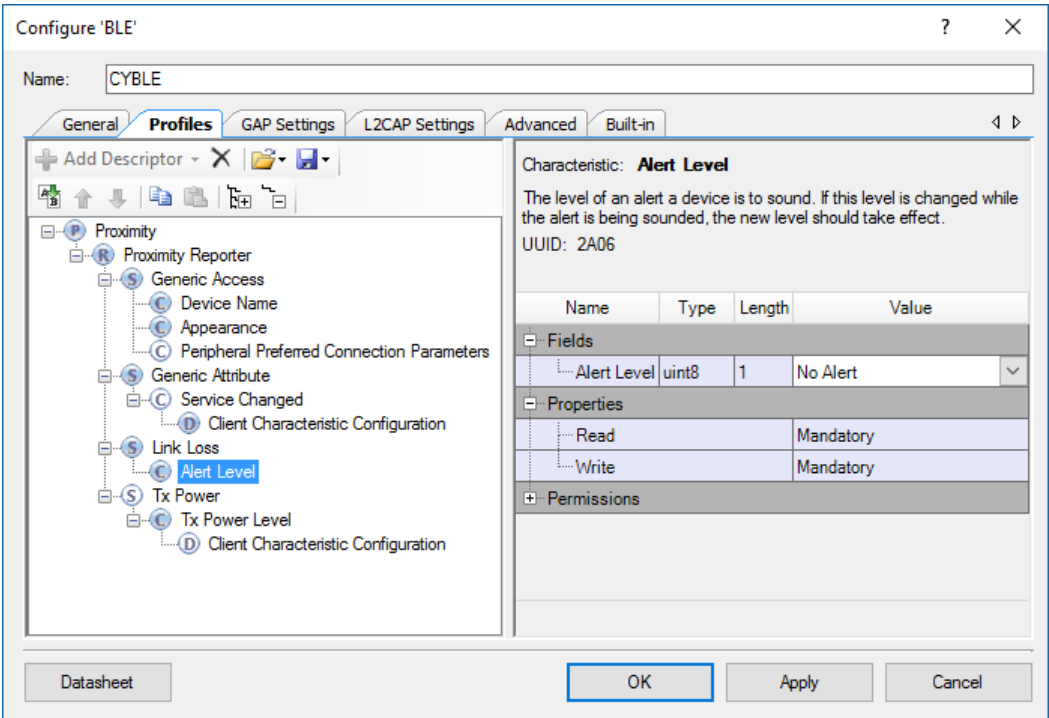 Configure 'BLE'
?
Name: CYBLE
General Profiles GAP Settings L2CAP Settings Advanced Built-in
Add Descriptor
P Proximity
R Proximity Reporter
S Generic Access
C Device Name
C Appearance
C Peripheral Preferred Connection Parameters
S Generic Attribute
C Service Changed
D Client Characteristic Configuration
S Link Loss
C Alert Level
S Tx Power
C Tx Power Level
D Client Characteristic Configuration
Characteristic: Alert Level
The level of an alert a device is to sound. If this level is changed while
the alert is being sounded, the new level should take effect.
UUID: 2A06
Name Type Length Value
Fields
Alert Level uint8 1 No Alert
Properties
Read Mandatory
Write Mandatory
Permissions
Datasheet OK Apply Cancel